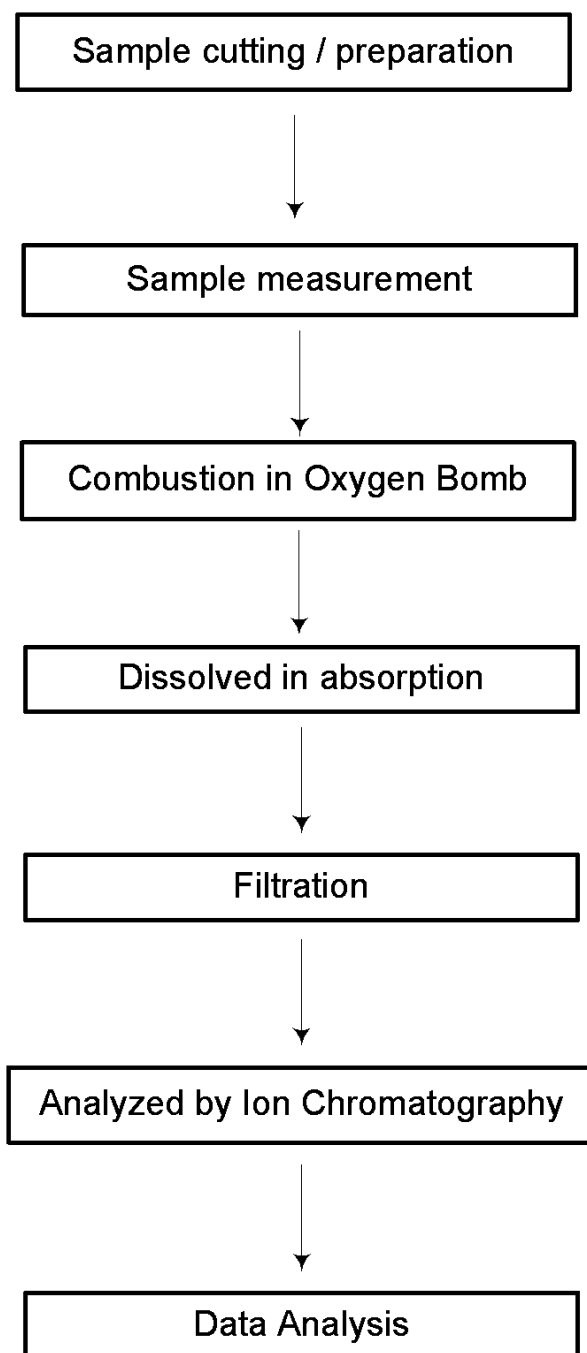 Sample cutting / preparation
Sample measurement
Combustion in Oxygen Bomb
Dissolved in absorption
Filtration
Analyzed by Ion Chromatography
Data Analysis